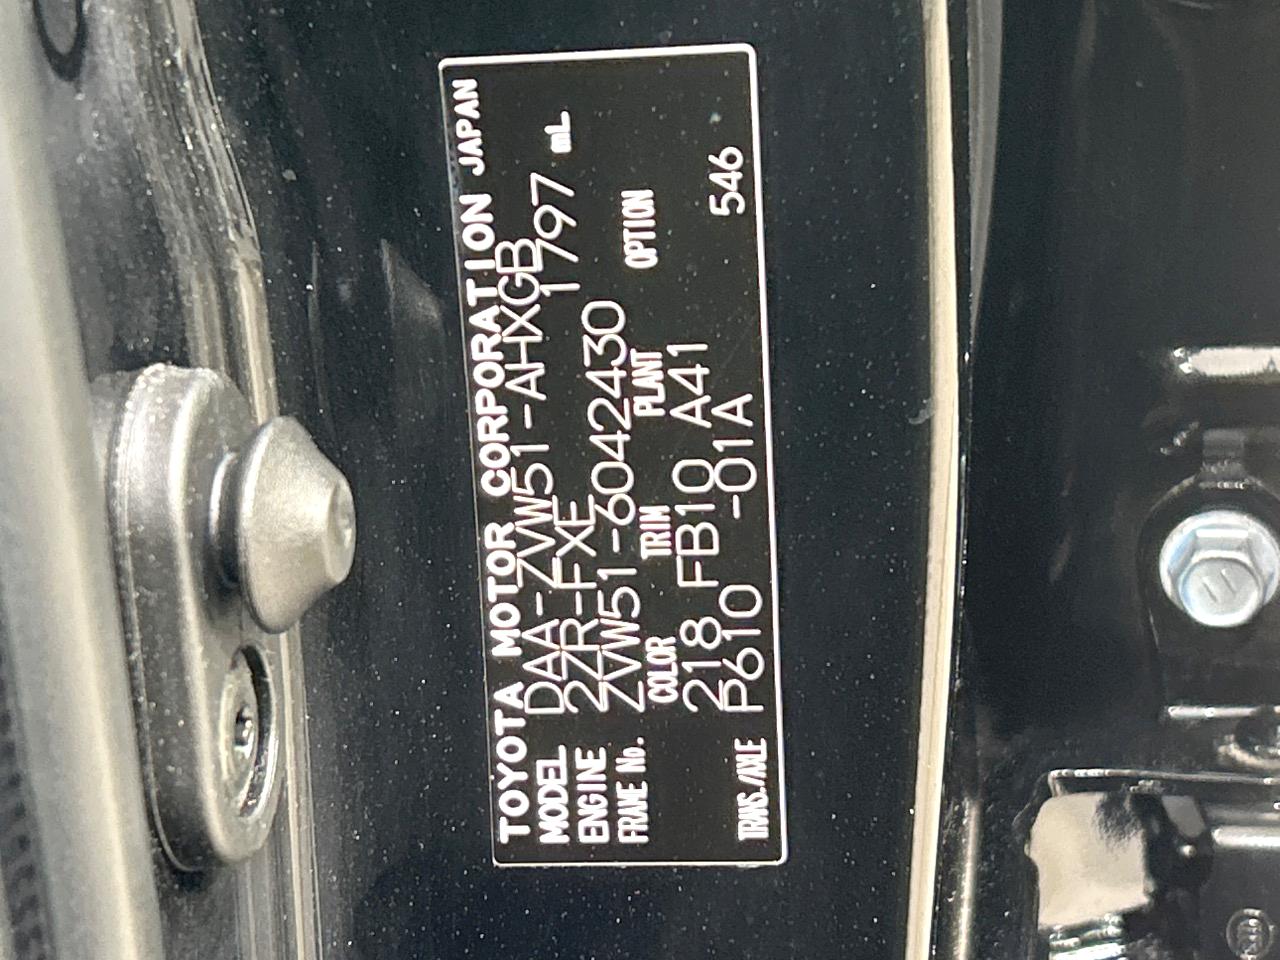 TOYOTA MOTOR CORPORATION JAPAN
MODEL DAA-ZVW51-AHXGB
ENGINE 2ZR-FXE 1797 mL
FRAME No. ZVW51-6042430
COLOR TRIM PLANT OPTION
218 FB10 A41
TRANS./AXLE P610 -01A 546